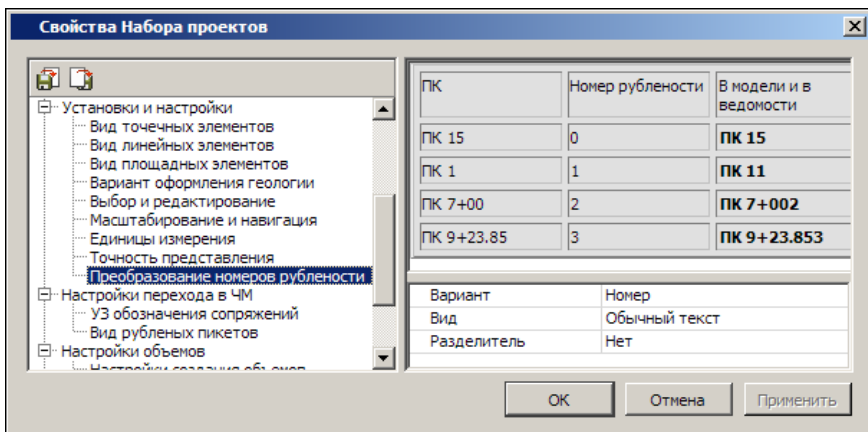 Свойства Набора проектов
Установки и настройки
Вид точечных элементов
Вид линейных элементов
Вид площадных элементов
Вариант оформления геологии
Выбор и редактирование
Масштабирование и навигация
Единицы измерения
Точность представления
Преобразование номеров рублености
Настройки перехода в ЧМ
УЗ обозначения сопряжений
Вид рубленых пикетов
Настройки объемов
Настройки создания объемов
ПК Номер рублености В модели и в
ведомости
ПК 15 0 ПК 15
ПК 1 1 ПК 11
ПК 7+00 2 ПК 7+002
ПК 9+23.85 3 ПК 9+23.853
Вариант Номер
Вид Обычный текст
Разделитель Нет
ОК Отмена Применить